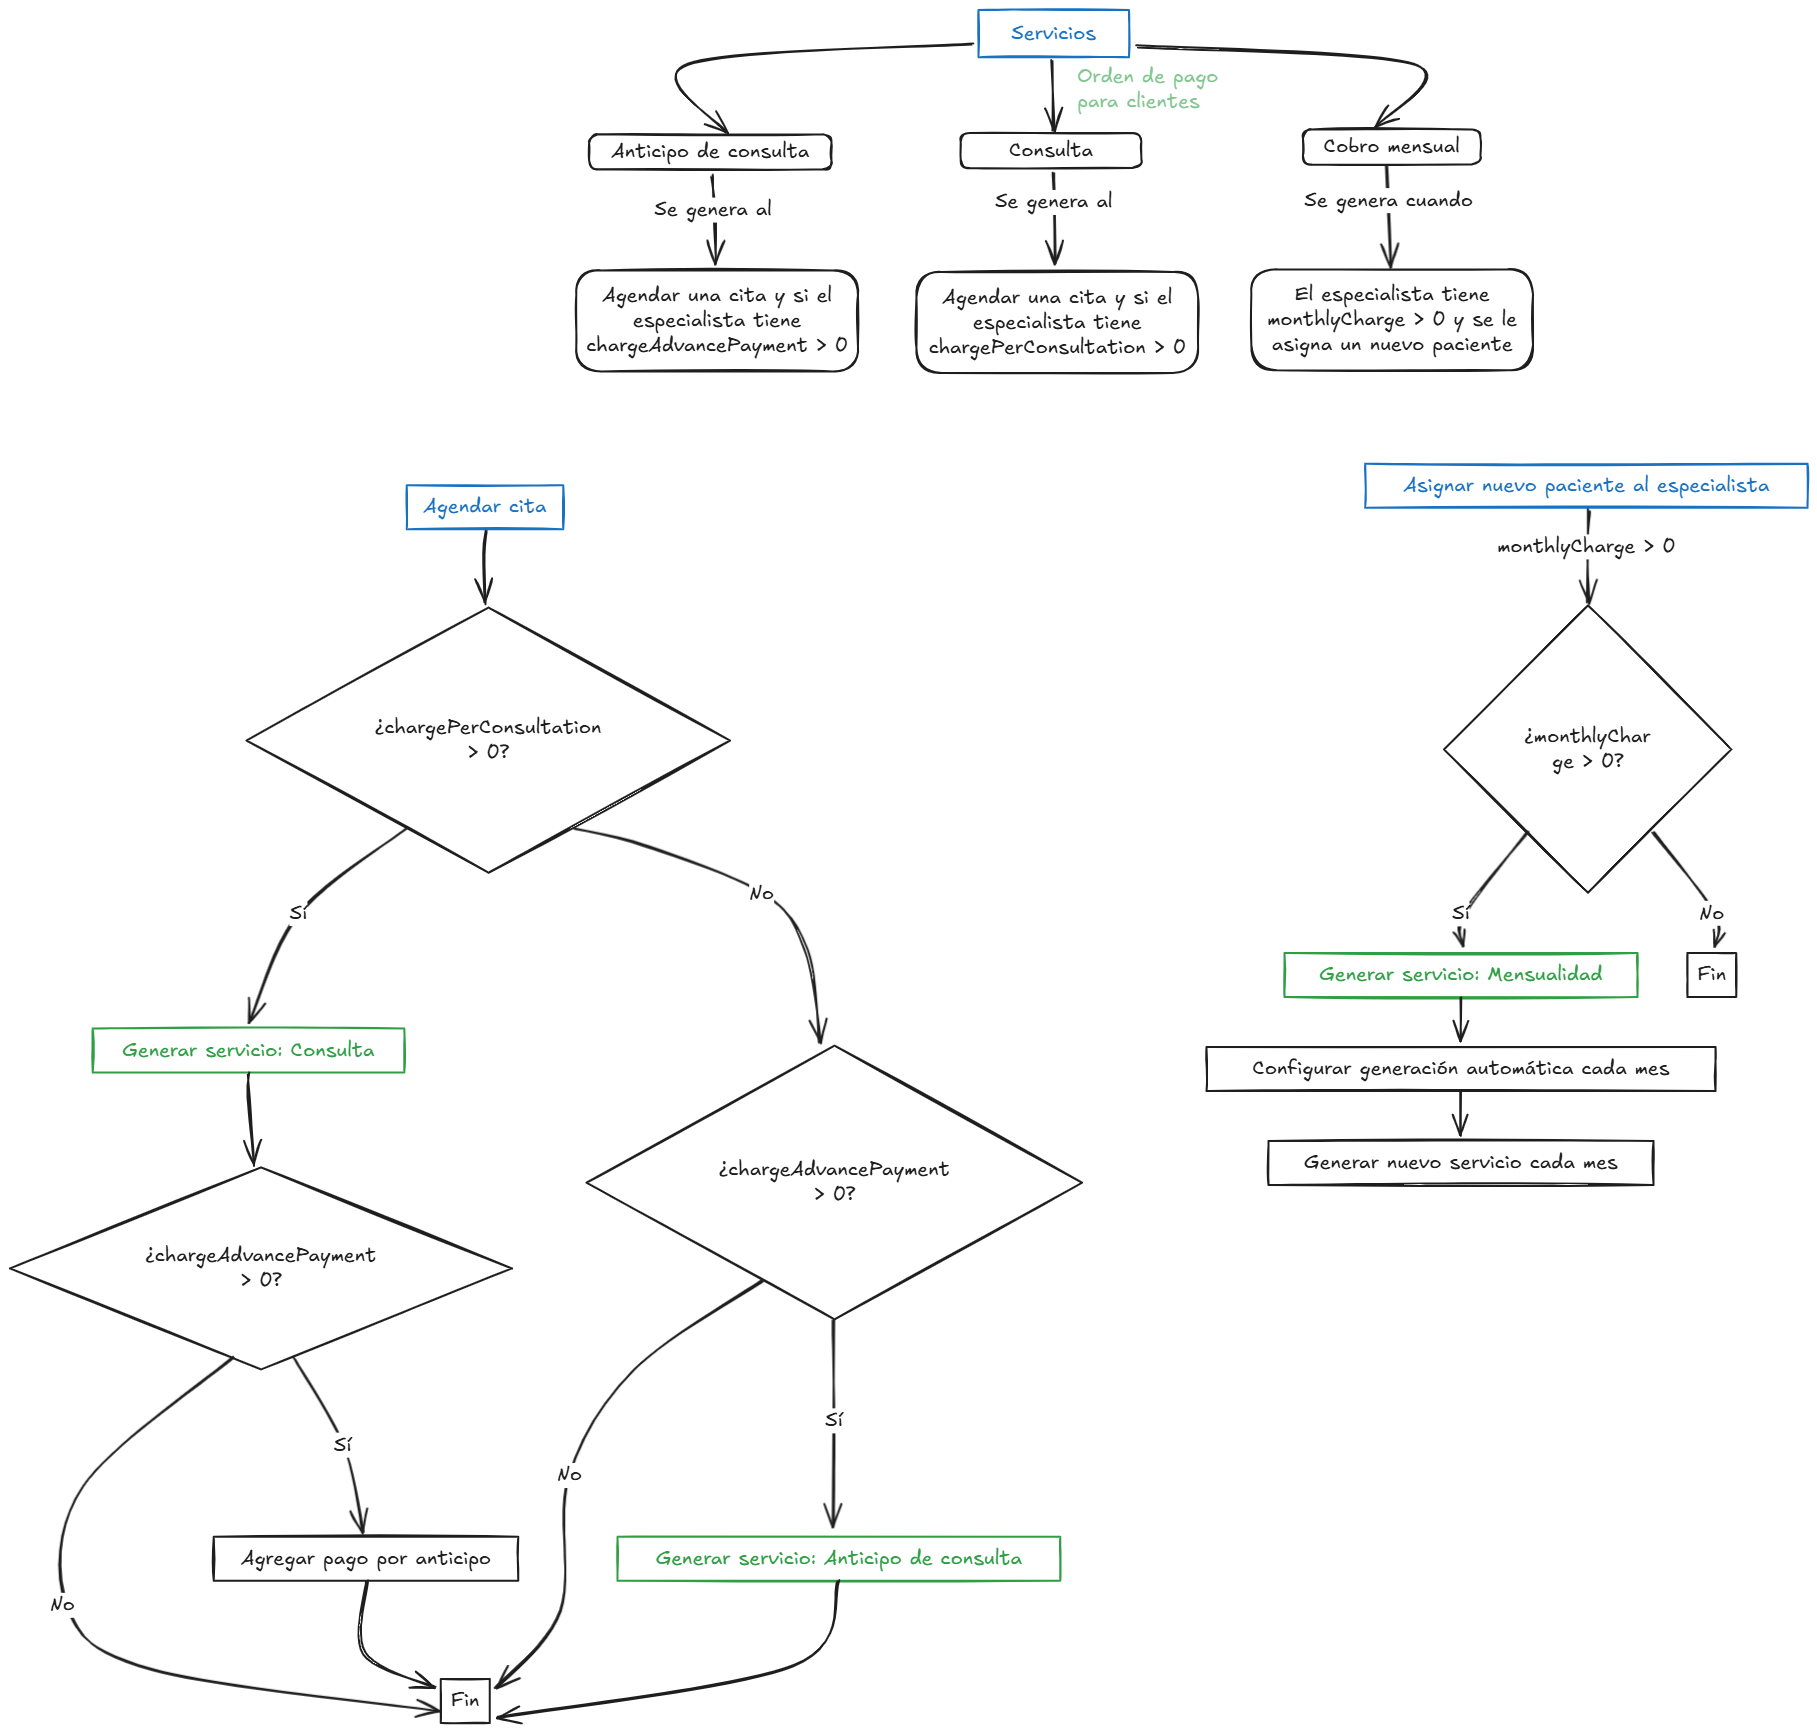 Servicios
Orden de pago
para clientes
Anticipo de consulta
Consulta
Cobro mensual
Se genera al
Se genera al
Se genera cuando
Agendar una cita y si el
especialista tiene
chargeAdvancePayment > 0
Agendar una cita y si el
especialista tiene
chargePerConsultation > 0
El especialista tiene
monthlyCharge > 0 y se le
asigna un nuevo paciente
Agendar cita
¿chargePerConsultation
> 0?
Sí
No
Generar servicio: Consulta
¿chargeAdvancePayment
> 0?
¿chargeAdvancePayment
> 0?
Sí
No
Sí
No
Agregar pago por anticipo
Generar servicio: Anticipo de consulta
Fin
Asignar nuevo paciente al especialista
monthlyCharge > 0
¿monthlyChar
ge > 0?
Sí
No
Generar servicio: Mensualidad
Fin
Configurar generación automática cada mes
Generar nuevo servicio cada mes